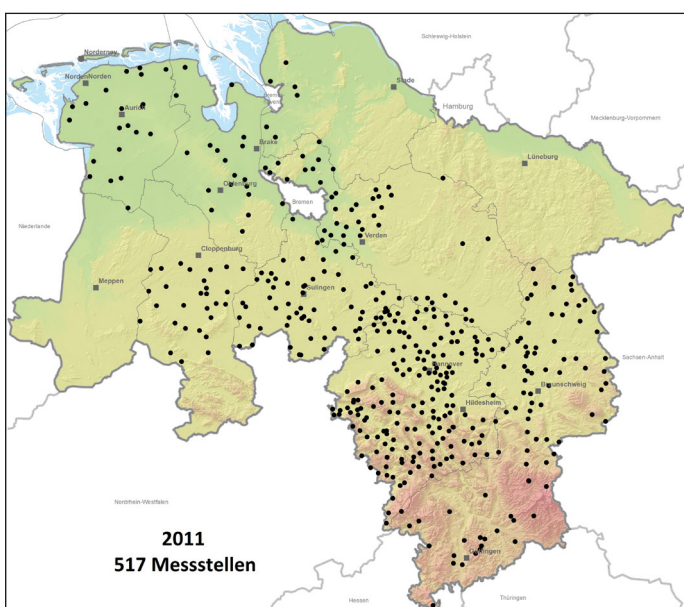 Schleswig-Holstein
Norderney
NordenNorden
Stade
Hamburg
Aurich
Mecklenburg-Vorpommern
Brake
Lüneburg
Oldenburg
Bremen
Niederlande
Verden
Cloppenburg
Meppen
Sulingen
Sachsen-Anhalt
Hannover
Braunschweig
Hildesheim
Nordrhein-Westfalen
2011
517 Messstellen
Göttingen
Hessen
Thüringen